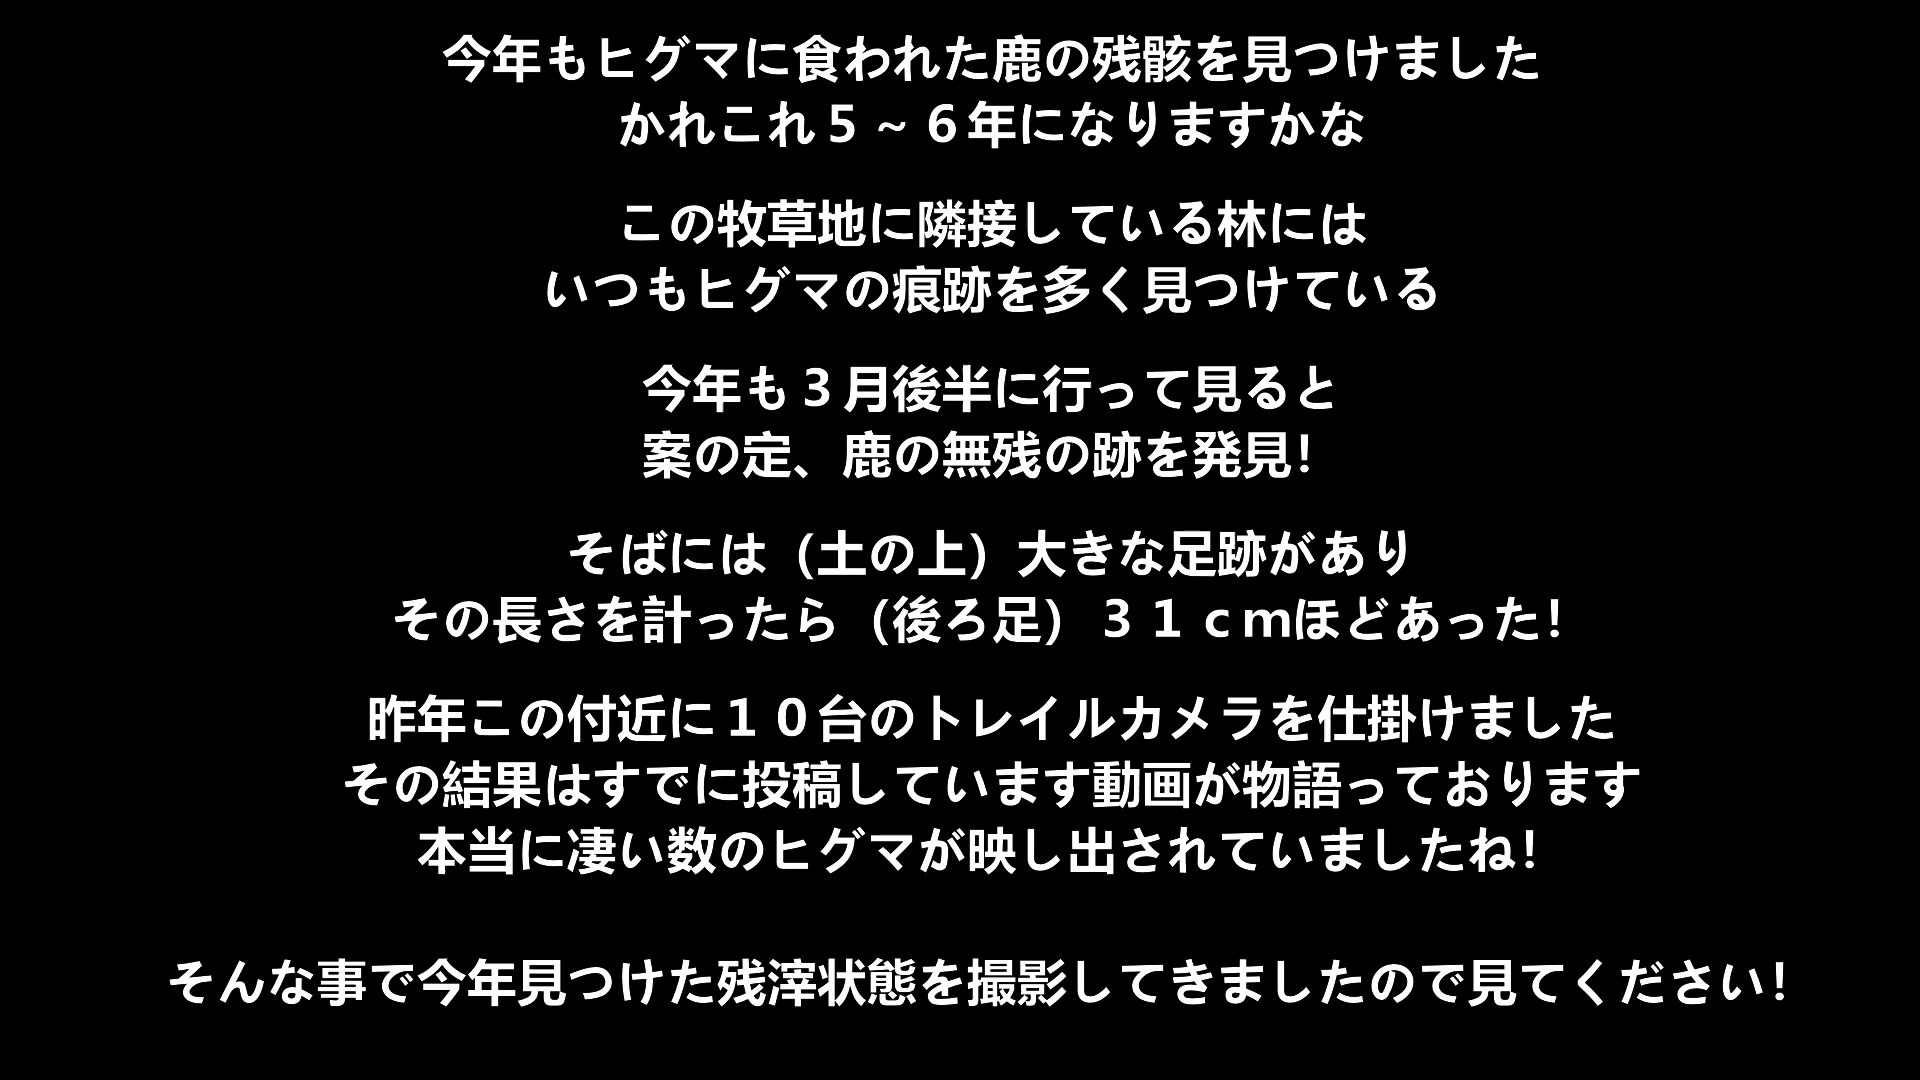 今年もヒグマに食われた鹿の残骸を見つけました
かれこれ５～６年になりますかな
この牧草地に隣接している林には
いつもヒグマの痕跡を多く見つけている
今年も３月後半に行って見ると
案の定、鹿の無残の跡を発見！
そばには（土の上）大きな足跡があり
その長さを計ったら（後ろ足）３１ｃｍほどあった！
昨年この付近に１０台のトレイルカメラを仕掛けました
その結果はすでに投稿しています動画が物語っております
本当に凄い数のヒグマが映し出されていましたね！
そんな事で今年見つけた残滓状態を撮影してきましたので見てください！